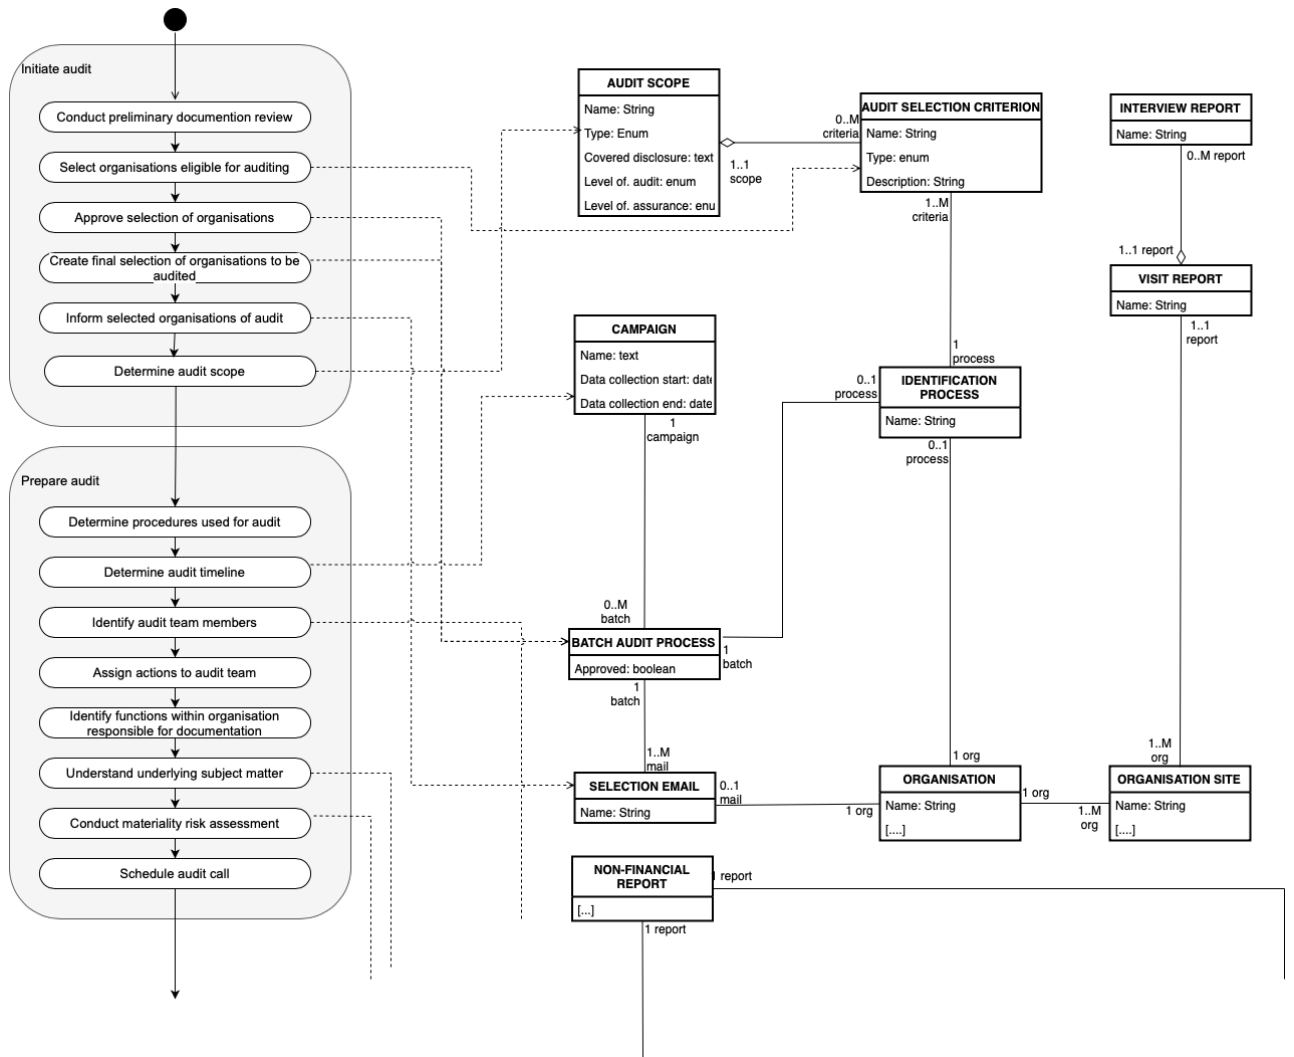 Initiate audit
Conduct preliminary documention review
Select organisations eligible for auditing
Approve selection of organisations
Create final selection of organisations to be
audited
Inform selected organisations of audit
Determine audit scope
Prepare audit
Determine procedures used for audit
Determine audit timeline
Identify audit team members
Assign actions to audit team
Identify functions within organisation
responsible for documentation
Understand underlying subject matter
Conduct materiality risk assessment
Schedule audit call
AUDIT SCOPE
Name: String
Type: Enum
Covered disclosure: text
Level of. audit: enum
Level of. assurance: enu
1..1
scope
0..M
criteria
AUDIT SELECTION CRITERION
Name: String
Type: enum
Description: String
1..M
criteria
INTERVIEW REPORT
Name: String
0..M report
1..1 report
VISIT REPORT
Name: String
1..1
report
CAMPAIGN
Name: text
Data collection start: date
Data collection end: date
1
campaign
1
process
0..1
process
IDENTIFICATION
PROCESS
Name: String
0..1
process
0..M
batch
BATCH AUDIT PROCESS
Approved: boolean
1
batch
1
batch
1..M
mail
SELECTION EMAIL
Name: String
0..1
mail
1 org
1 org
ORGANISATION
Name: String
[....]
1 org
1..M
org
1..M
org
ORGANISATION SITE
Name: String
[....]
NON-FINANCIAL
REPORT
[...]
1 report
1 report